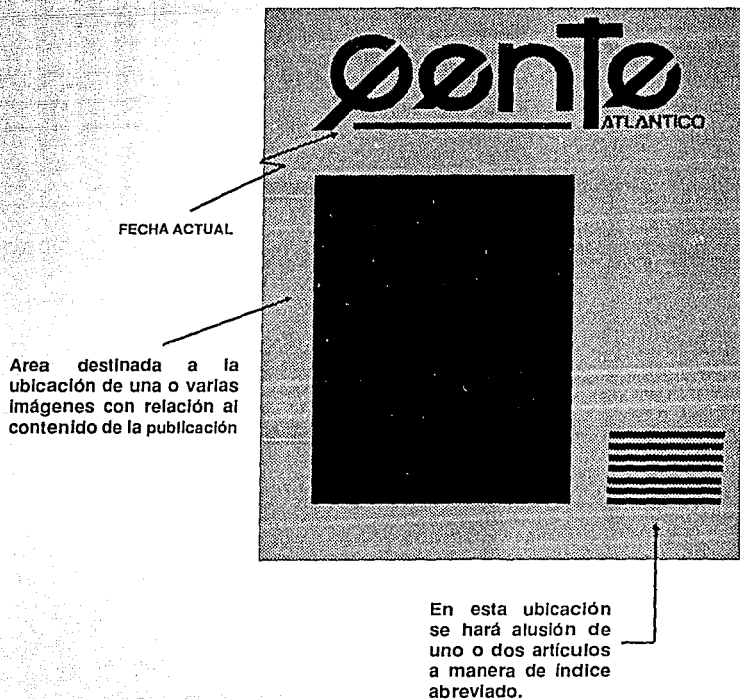 Gente
ATLANTICO
FECHA ACTUAL
Area destinada a la
ubicación de una o varias
imágenes con relación al
contenido de la publicación
En esta ubicación
se hará alusión de
uno o dos artículos
a manera de índice
abreviado.